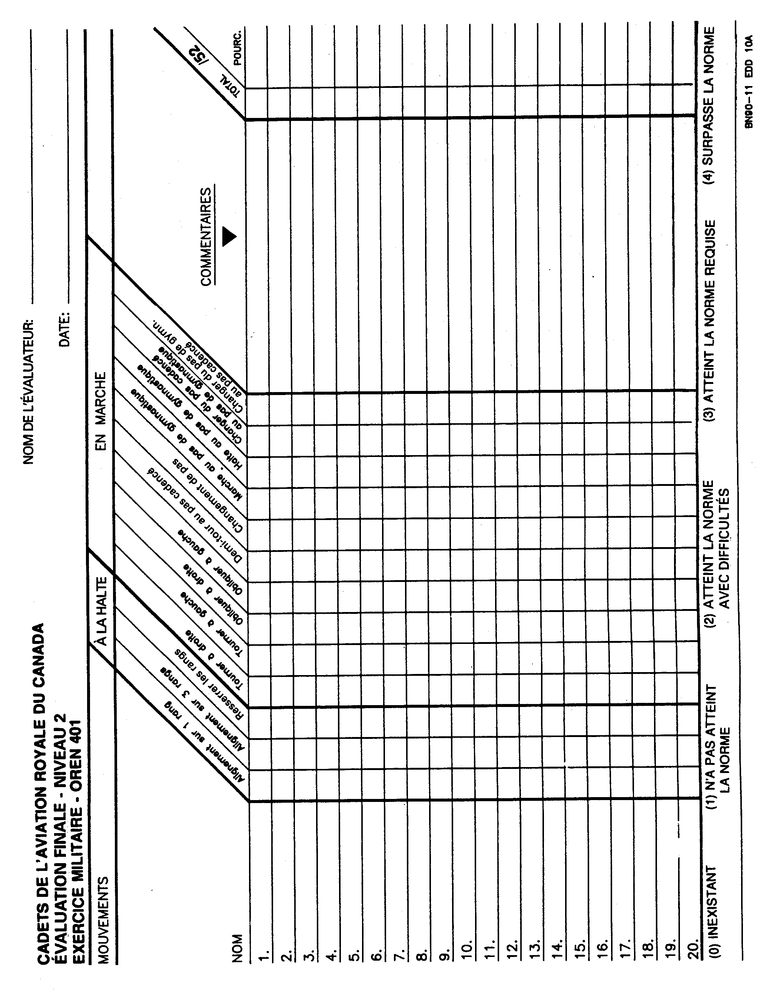 CADETS DE L'AVIATION ROYALE DU CANADA
ÉVALUATION FINALE - NIVEAU 2
EXERCICE MILITAIRE - OREN 401
NOM DE L'ÉVALUATEUR:
DATE:
MOUVEMENTS
À LA HALTE
EN MARCHE
Alignement sur 1 rang
Alignement sur 3 rangs
Resserrer les rangs
Tourner à droite
Tourner à gauche
Obliquer à droite
Obliquer à gauche
Demi-tour au pas cadencé
Changement de pas
Marche au pas de gymnastique
Halte au pas de gymnastique
Changer du pas cadencé
au pas de gymnastique
Changer du pas de gymn.
au pas cadencé
COMMENTAIRES
TOTAL /52
POURC.
NOM
1.
2.
3.
4.
5.
6.
7.
8.
9.
10.
11.
12.
13.
14.
15.
16.
17.
18.
19.
20.
(0) INEXISTANT
(1) N'A PAS ATTEINT
LA NORME
(2) ATTEINT LA NORME
AVEC DIFFICULTÉS
(3) ATTEINT LA NORME REQUISE
(4) SURPASSE LA NORME
BN90-11 EDD 10A